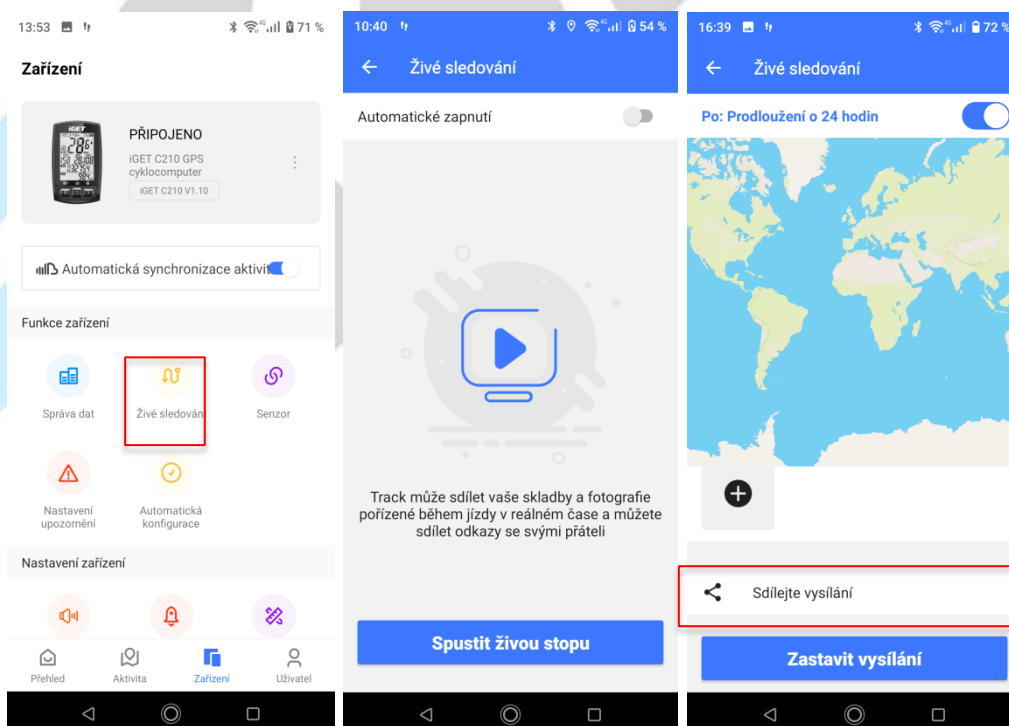 13:53
4G
71 %
Zařízení
iGET
PŘIPOJENO
iGET C210 GPS
cyklocomputer
iGET C210 V1.10
Automatická synchronizace aktivit
Funkce zařízení
Správa dat
Živé sledován
Senzor
Nastavení
upozornění
Automatická
konfigurace
Nastavení zařízení
Přehled
Aktivita
Zařízení
Uživatel
10:40
4G
54 %
Živé sledování
Automatické zapnutí
Track může sdílet vaše skladby a fotografie
pořízené během jízdy v reálném čase a můžete
sdílet odkazy se svými přáteli
Spustit živou stopu
16:39
4G
72 %
Živé sledování
Po: Prodloužení o 24 hodin
Sdílejte vysílání
Zastavit vysílání